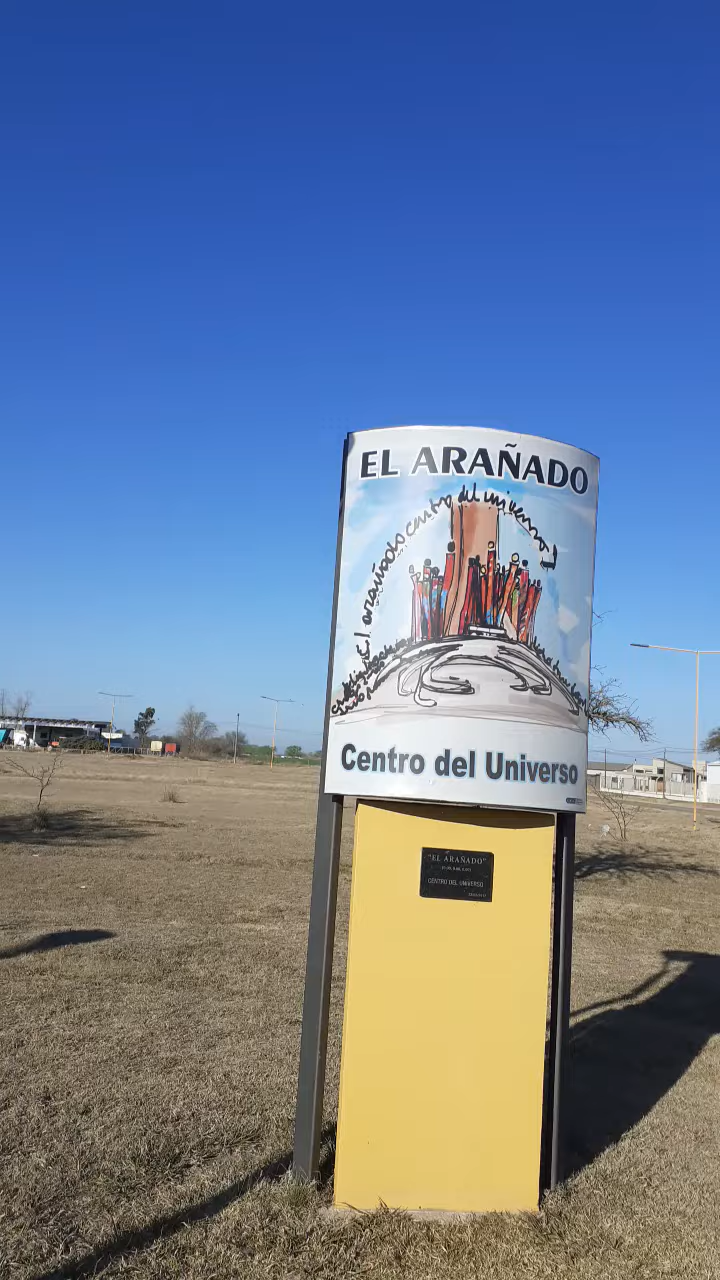 EL ARAÑADO
el arañado centro del universo
Centro del Universo
"EL ARAÑADO"
CENTRO DEL UNIVERSO